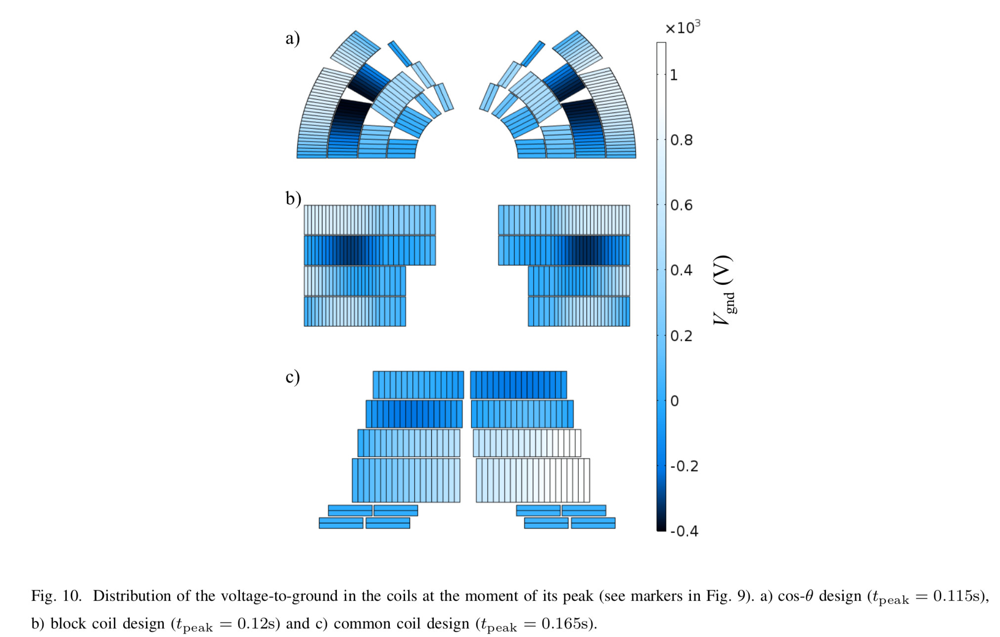 a)
×10³
1
0.8
b)
0.6
V_gnd (V)
0.4
0.2
c)
0
-0.2
-0.4
Fig. 10. Distribution of the voltage-to-ground in the coils at the moment of its peak (see markers in Fig. 9). a) cos-θ design (t_peak = 0.115s),
b) block coil design (t_peak = 0.12s) and c) common coil design (t_peak = 0.165s).